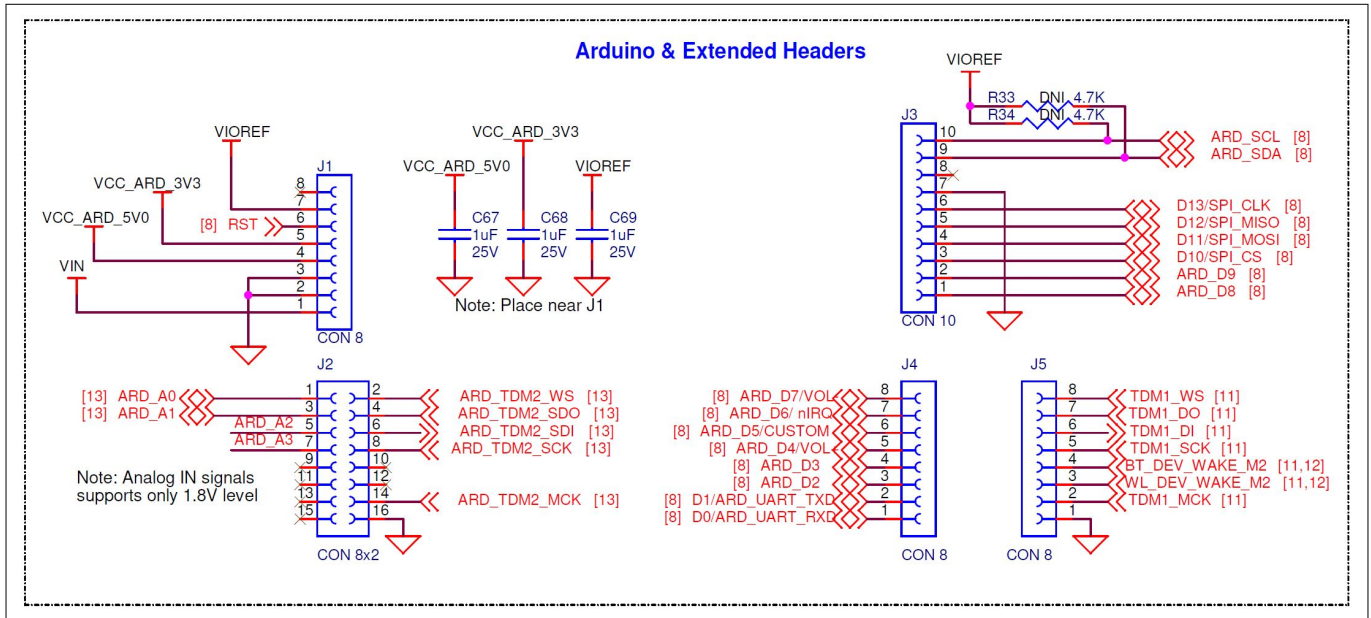 Arduino & Extended Headers
VIOREF
R33 DNI 4.7K
R34 DNI 4.7K
J3
10 ARD_SCL [8]
9 ARD_SDA [8]
8
7
6 D13/SPI_CLK [8]
5 D12/SPI_MISO [8]
4 D11/SPI_MOSI [8]
3 D10/SPI_CS [8]
2 ARD_D9 [8]
1 ARD_D8 [8]
CON 10
VIOREF
VCC_ARD_3V3
VCC_ARD_5V0
VIN
[8] RST
J1
8
7
6
5
4
3
2
1
CON 8
VCC_ARD_3V3
VCC_ARD_5V0
VIOREF
C67
1uF
25V
C68
1uF
25V
C69
1uF
25V
Note: Place near J1
J2
[13] ARD_A0 1 2 ARD_TDM2_WS [13]
[13] ARD_A1 3 4 ARD_TDM2_SDO [13]
ARD_A2 5 6 ARD_TDM2_SDI [13]
ARD_A3 7 8 ARD_TDM2_SCK [13]
9 10
11 12
13 14 ARD_TDM2_MCK [13]
15 16
CON 8x2
Note: Analog IN signals
supports only 1.8V level
J4
[8] ARD_D7/VOL- 8
[8] ARD_D6/ nIRQ 7
[8] ARD_D5/CUSTOM 6
[8] ARD_D4/VOL 5
[8] ARD_D3 4
[8] ARD_D2 3
[8] D1/ARD_UART_TXD 2
[8] D0/ARD_UART_RXD 1
CON 8
J5
8 TDM1_WS [11]
7 TDM1_DO [11]
6 TDM1_DI [11]
5 TDM1_SCK [11]
4 BT_DEV_WAKE_M2 [11,12]
3 WL_DEV_WAKE_M2 [11,12]
2 TDM1_MCK [11]
1
CON 8